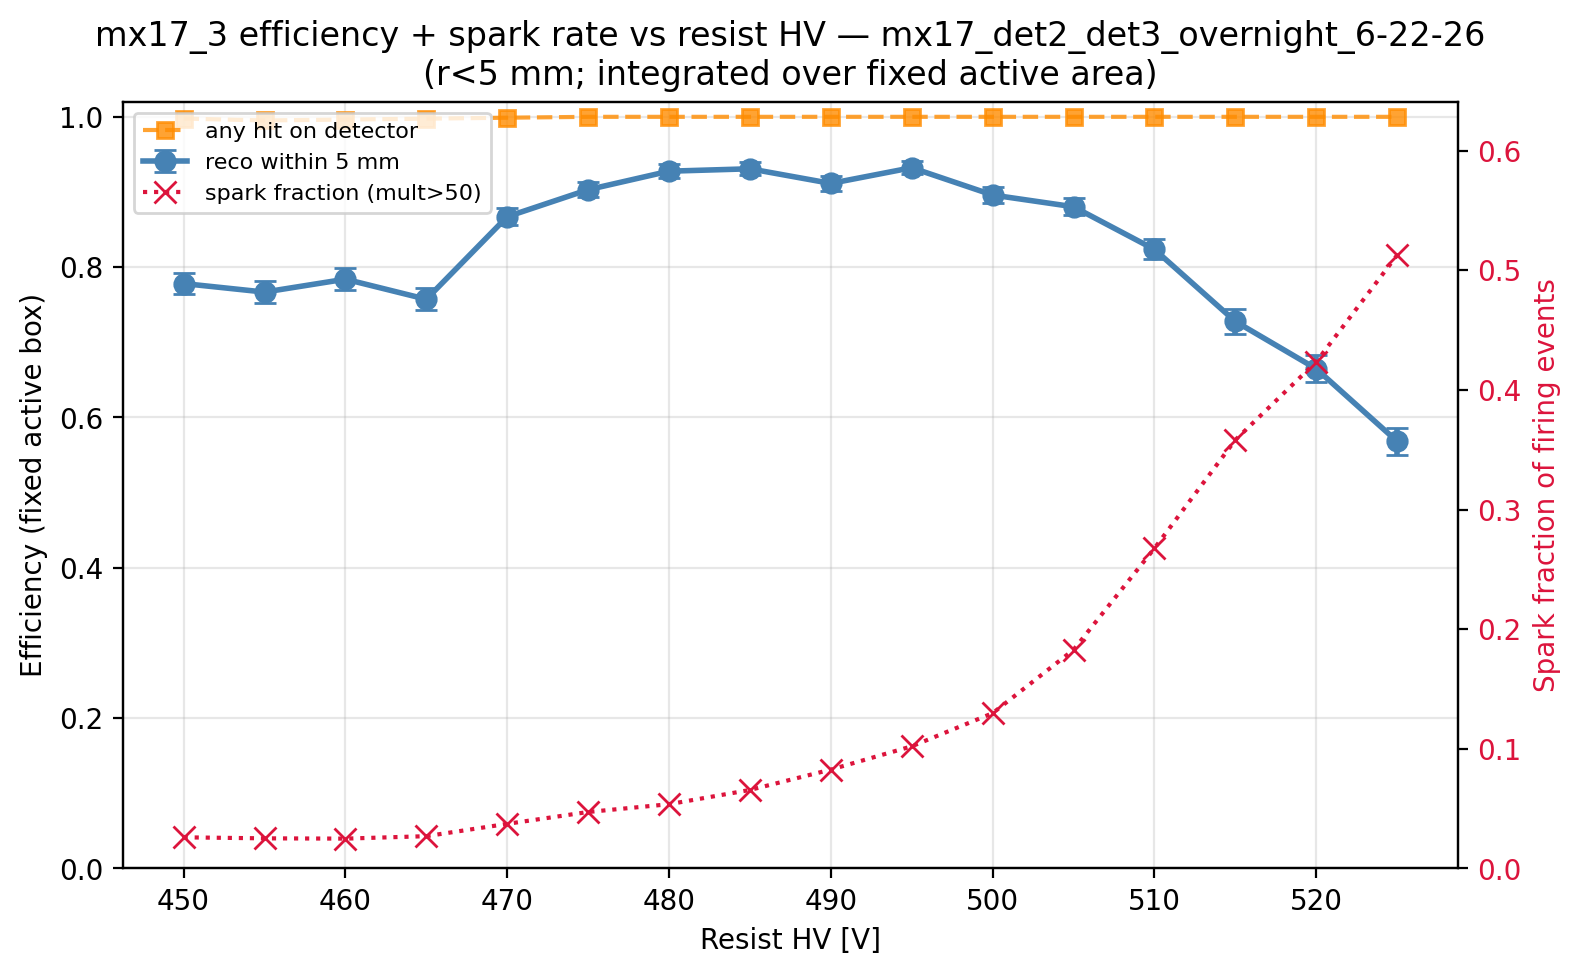 mx17_3 efficiency + spark rate vs resist HV — mx17_det2_det3_overnight_6-22-26
(r<5 mm; integrated over fixed active area)
any hit on detector
reco within 5 mm
spark fraction (mult>50)
Efficiency (fixed active box)
1.0
0.8
0.6
0.4
0.2
0.0
Spark fraction of firing events
0.6
0.5
0.4
0.3
0.2
0.1
0.0
450 460 470 480 490 500 510 520
Resist HV [V]